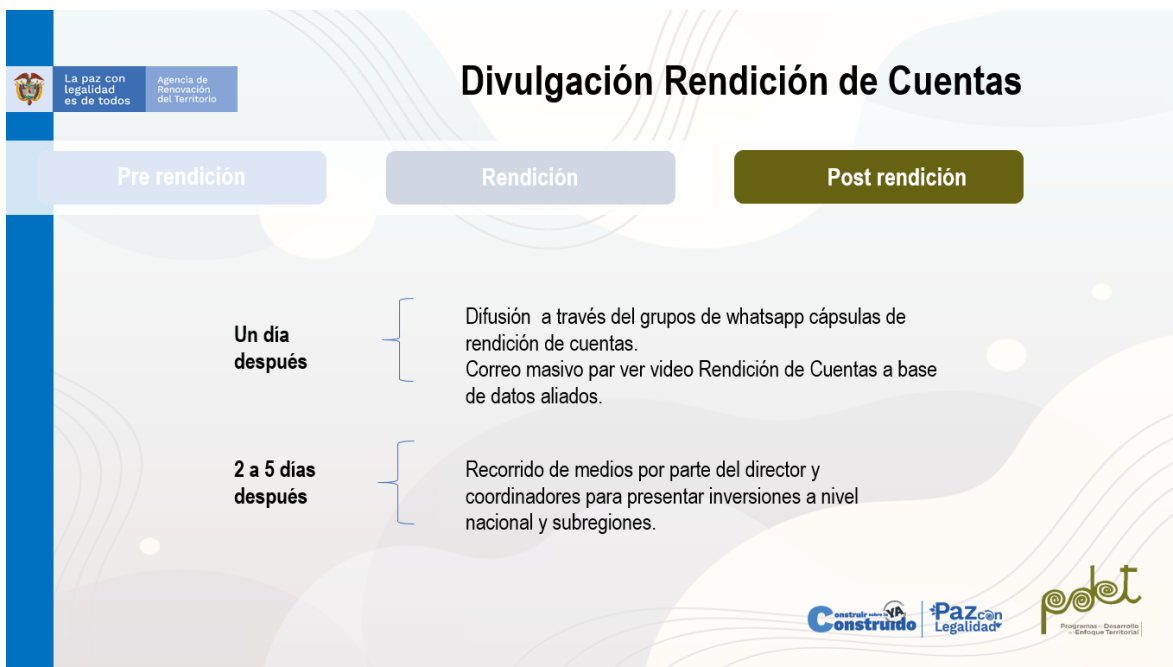 La paz con
legalidad
es de todos
Agencia de
Renovación
del Territorio
Divulgación Rendición de Cuentas
Pre rendición
Rendición
Post rendición
Un día
después
Difusión a través del grupos de whatsapp cápsulas de
rendición de cuentas.
Correo masivo par ver video Rendición de Cuentas a base
de datos aliados.
2 a 5 días
después
Recorrido de medios por parte del director y
coordinadores para presentar inversiones a nivel
nacional y subregiones.
Construir sobre lo YA
Construido
Paz con
Legalidad
pdet
Programas de Desarrollo
con Enfoque Territorial